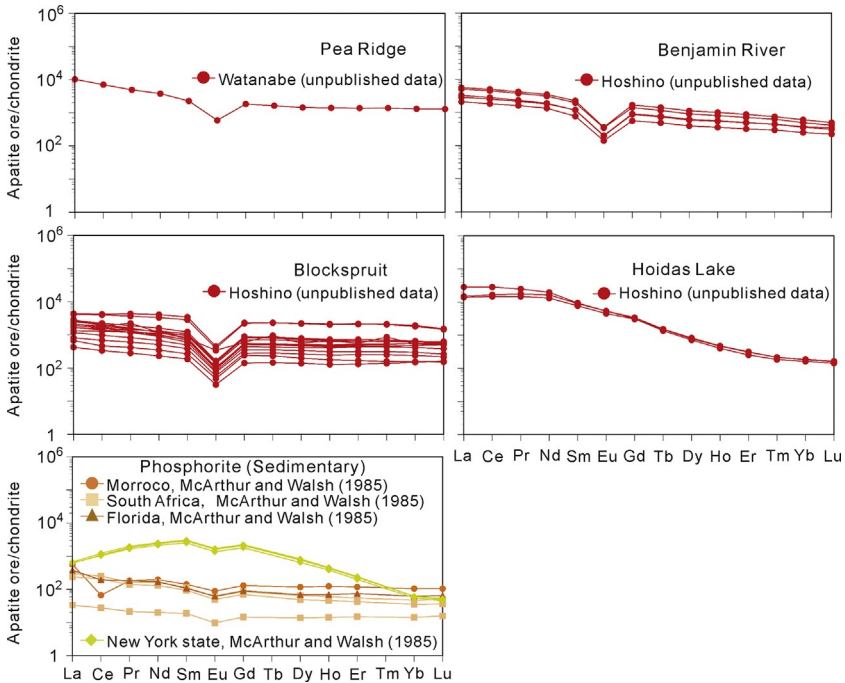 Pea Ridge
Watanabe (unpublished data)
Apatite ore/chondrite
10^4
10^2
1
Benjamin River
Hoshino (unpublished data)
Blockspruit
Hoshino (unpublished data)
Apatite ore/chondrite
10^6
10^4
10^2
1
Hoidas Lake
Hoshino (unpublished data)
La Ce Pr Nd Sm Eu Gd Tb Dy Ho Er Tm Yb Lu
Phosphorite (Sedimentary)
Morroco, McArthur and Walsh (1985)
South Africa, McArthur and Walsh (1985)
Florida, McArthur and Walsh (1985)
New York state, McArthur and Walsh (1985)
Apatite ore/chondrite
10^6
10^4
10^2
1
La Ce Pr Nd Sm Eu Gd Tb Dy Ho Er Tm Yb Lu